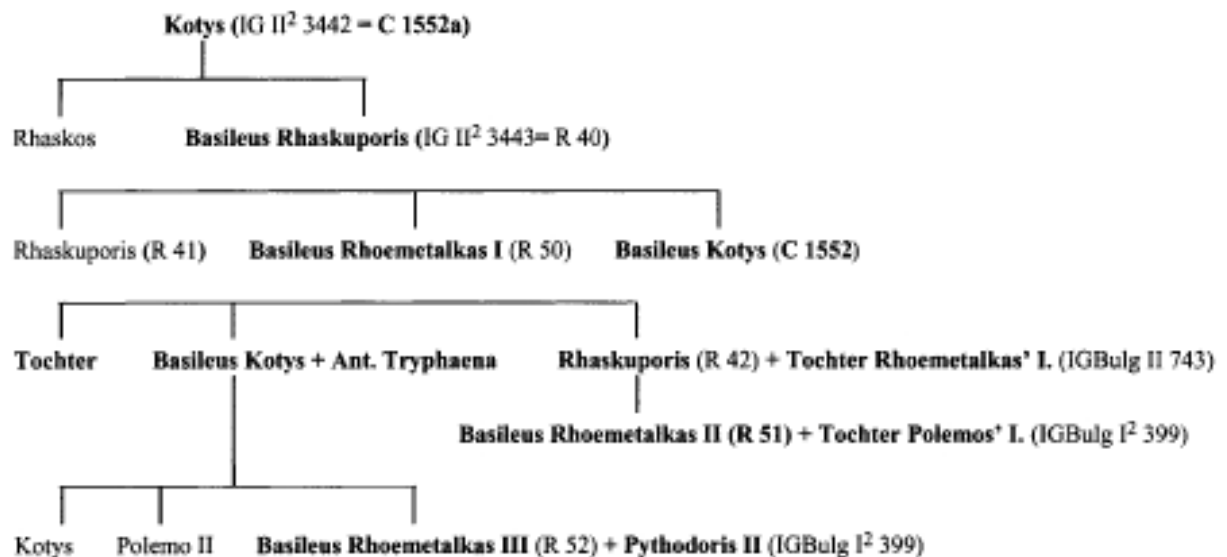 Kotys (IG II² 3442 = C 1552a)
Rhaskos Basileus Rhaskuporis (IG II² 3443= R 40)
Rhaskuporis (R 41) Basileus Rhoemetalkas I (R 50) Basileus Kotys (C 1552)
Tochter Basileus Kotys + Ant. Tryphaena Rhaskuporis (R 42) + Tochter Rhoemetalkas' I. (IGBulg II 743)
Basileus Rhoemetalkas II (R 51) + Tochter Polemos' I. (IGBulg I² 399)
Kotys Polemo II Basileus Rhoemetalkas III (R 52) + Pythodoris II (IGBulg I² 399)